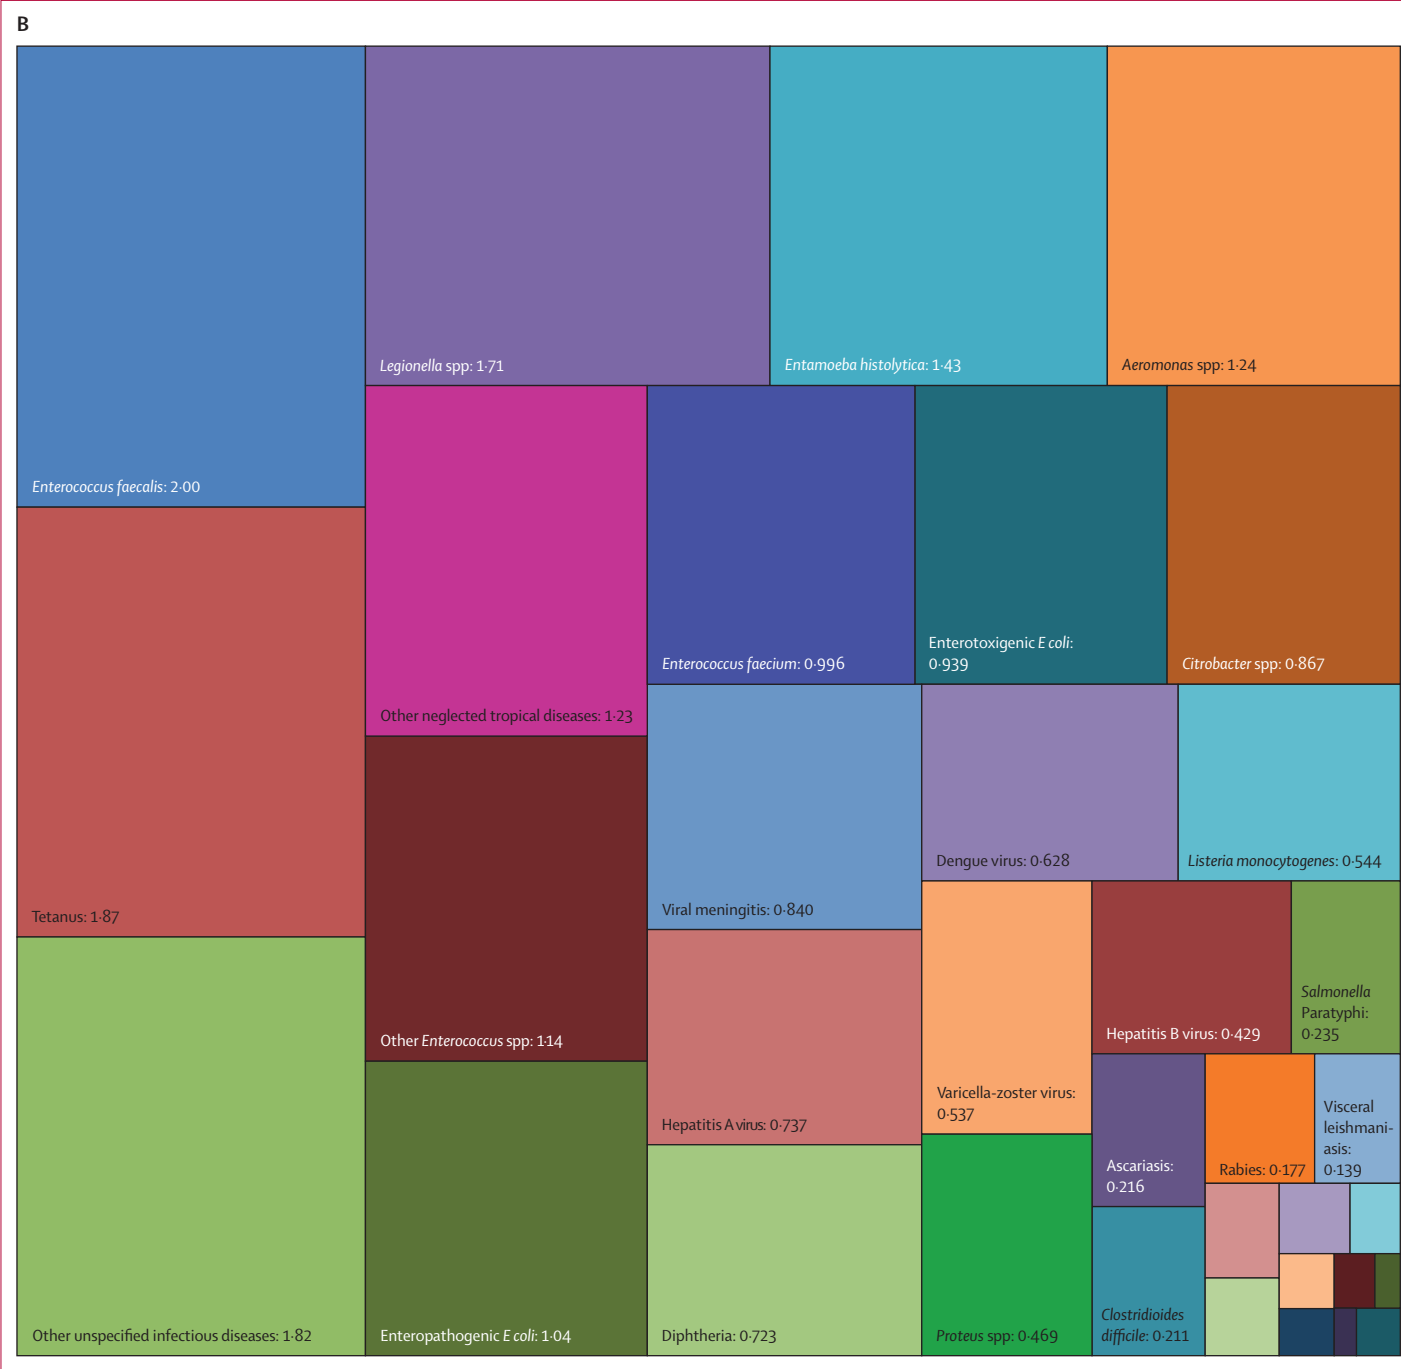 B
Legionella spp: 1·71
Entamoeba histolytica: 1·43
Aeromonas spp: 1·24
Enterococcus faecalis: 2·00
Other neglected tropical diseases: 1·23
Enterococcus faecium: 0·996
Enterotoxigenic E coli:
0·939
Citrobacter spp: 0·867
Tetanus: 1·87
Other Enterococcus spp: 1·14
Viral meningitis: 0·840
Dengue virus: 0·628
Listeria monocytogenes: 0·544
Hepatitis A virus: 0·737
Varicella-zoster virus:
0·537
Hepatitis B virus: 0·429
Salmonella
Paratyphi:
0·235
Ascariasis:
0·216
Rabies: 0·177
Visceral
leishmani-
asis:
0·139
Other unspecified infectious diseases: 1·82
Enteropathogenic E coli: 1·04
Diphtheria: 0·723
Proteus spp: 0·469
Clostridioides
difficile: 0·211